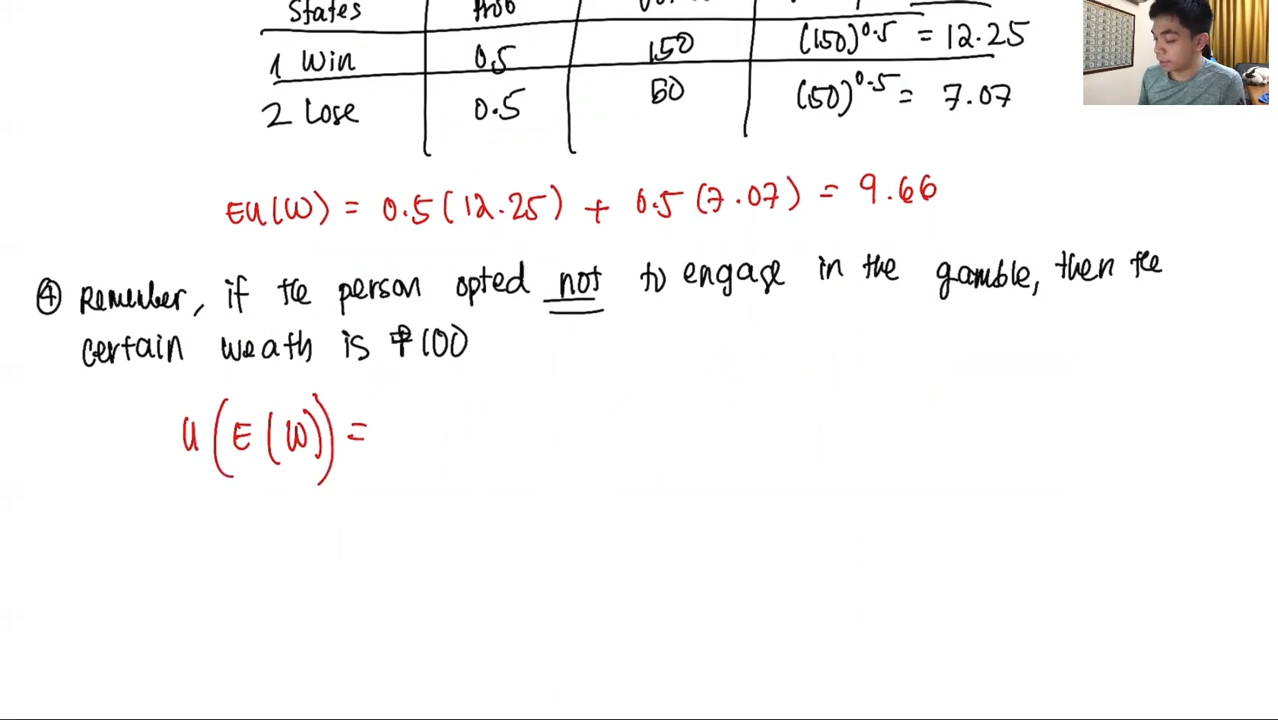 States Prob
1 Win 0.5 150 (150)^0.5 = 12.25
2 Lose 0.5 50 (50)^0.5 = 7.07
EU(W) = 0.5(12.25) + 0.5(7.07) = 9.66
④ Remember, if the person opted not to engage in the gamble, then the
certain weath is ₱100
U(E(W)) =